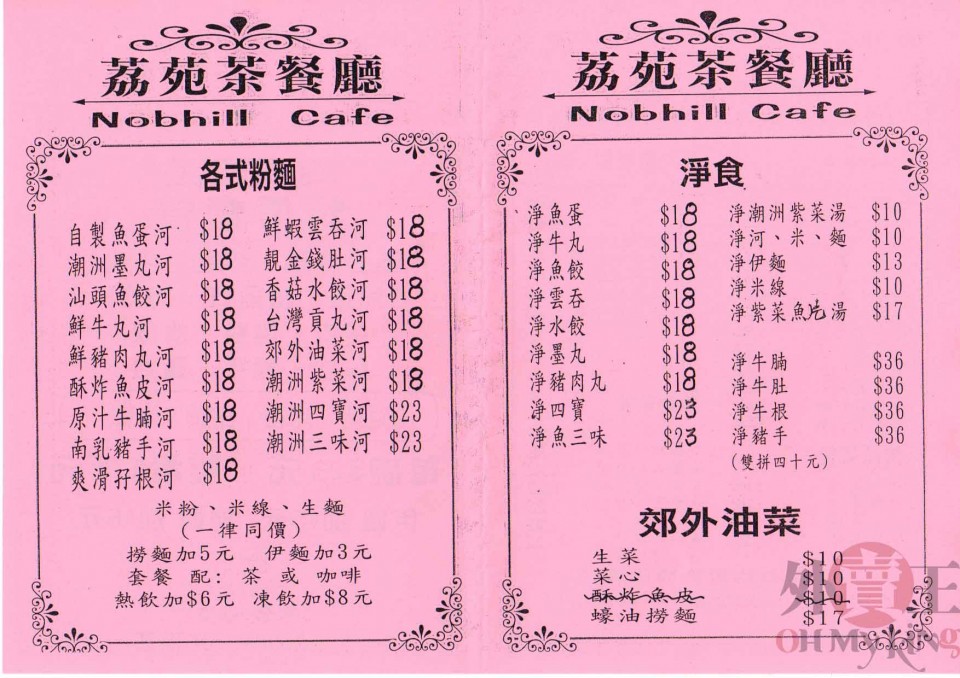 荔苑茶餐廳
Nobhill Cafe
各式粉麵
自製魚蛋河 $18
潮洲墨丸河 $18
汕頭魚餃河 $18
鮮牛丸河 $18
鮮豬肉丸河 $18
酥炸魚皮河 $18
原汁牛腩河 $18
南乳豬手河 $18
爽滑孖根河 $18
鮮蝦雲吞河 $18
靚金錢肚河 $18
香菇水餃河 $18
台灣貢丸河 $18
郊外油菜河 $18
潮洲紫菜河 $18
潮洲四寶河 $23
潮洲三味河 $23
米粉、米線、生麵
(一律同價)
撈麵加5元 伊麵加3元
套餐 配: 茶 或 咖啡
熱飲加$6元 凍飲加$8元
荔苑茶餐廳
Nobhill Cafe
淨食
淨魚蛋 $18
淨牛丸 $18
淨魚餃 $18
淨雲吞 $18
淨水餃 $18
淨墨丸 $18
淨豬肉丸 $18
淨四寶 $23
淨魚三味 $23
淨潮洲紫菜湯 $10
淨河、米、麵 $10
淨伊麵 $13
淨米線 $10
淨紫菜魚片湯 $17
淨牛腩 $36
淨牛肚 $36
淨牛根 $36
淨豬手 $36
(雙拼四十元)
郊外油菜
生菜 $10
菜心 $10
酥炸魚皮 $10
蠔油撈麵 $17
外賣王
OH MY KING